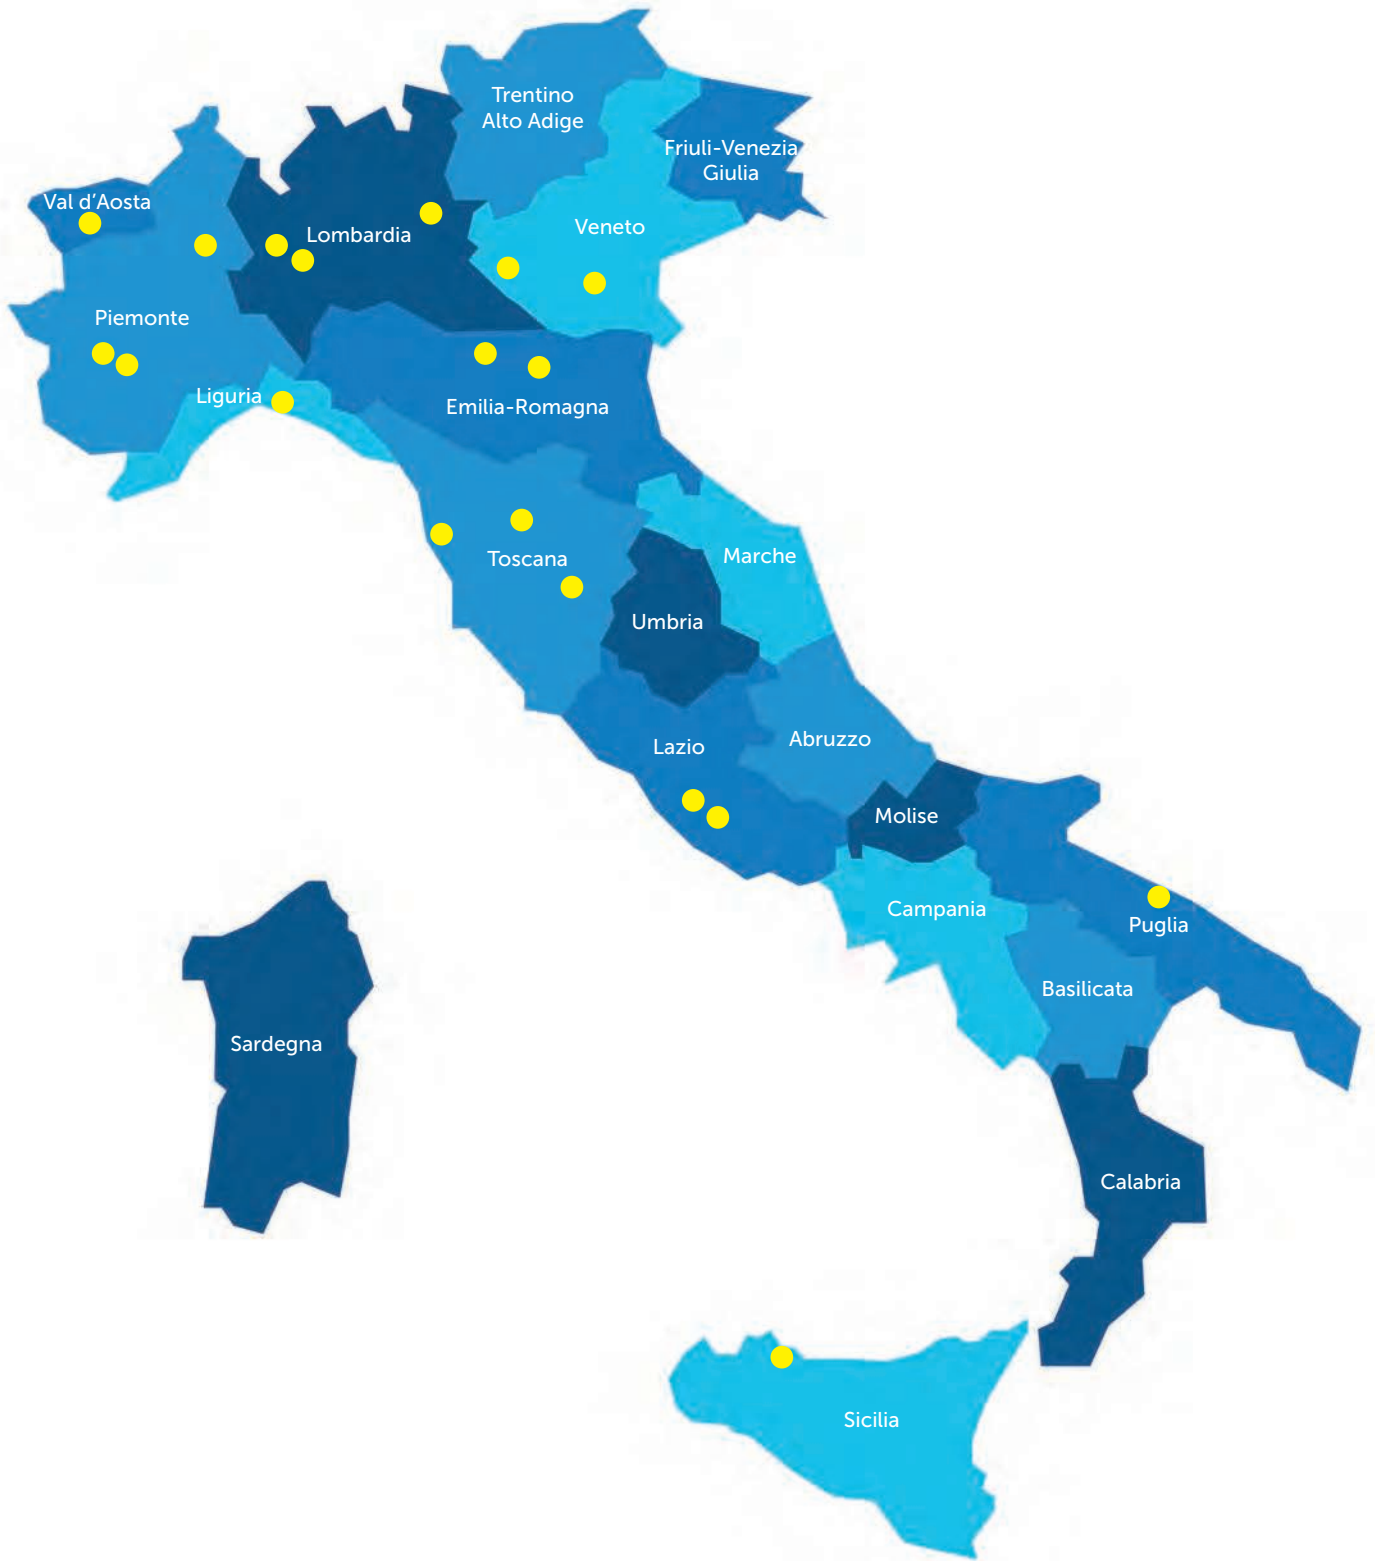 Trentino
Alto Adige
Friuli-Venezia
Giulia
Val d'Aosta
Lombardia
Veneto
Piemonte
Liguria
Emilia-Romagna
Toscana
Marche
Umbria
Lazio
Abruzzo
Molise
Campania
Puglia
Basilicata
Sardegna
Calabria
Sicilia